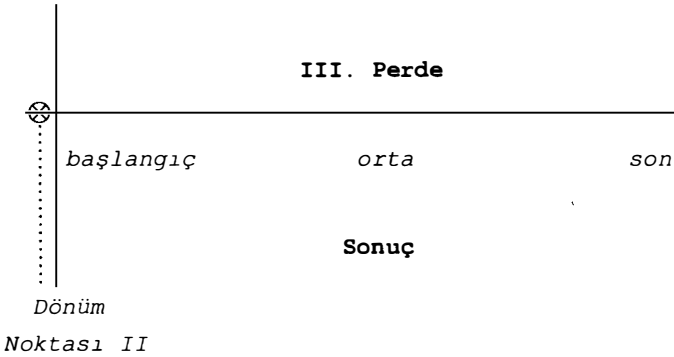 III. Perde
başlangıç orta son
Sonuç
Dönüm
Noktası II